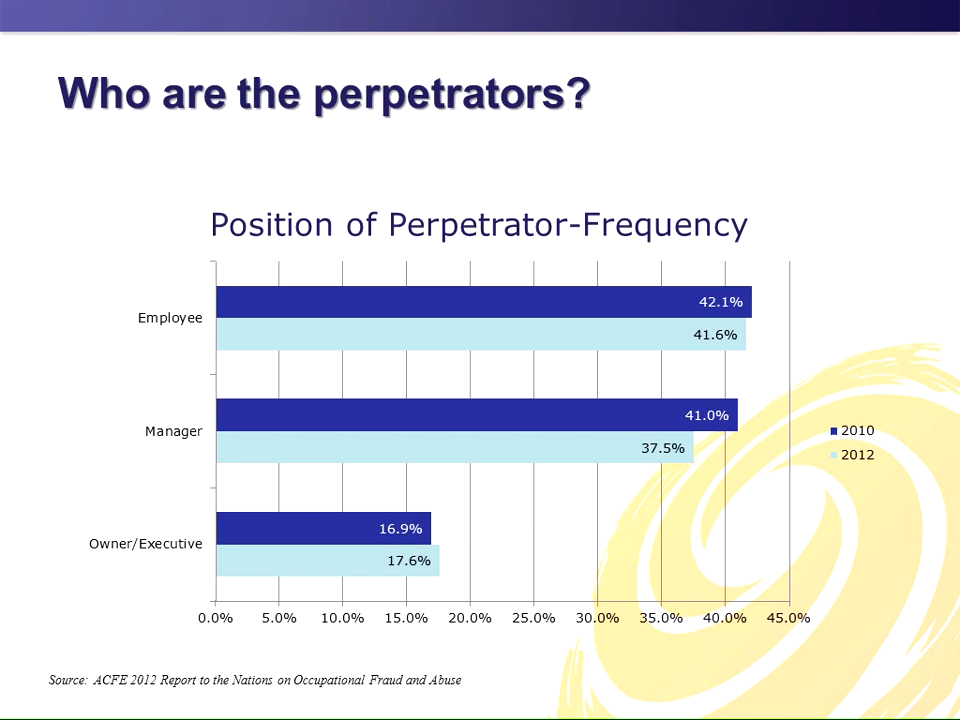 Who are the perpetrators?
Position of Perpetrator-Frequency
Employee
42.1%
41.6%
Manager
41.0%
37.5%
Owner/Executive
16.9%
17.6%
2010
2012
0.0% 5.0% 10.0% 15.0% 20.0% 25.0% 30.0% 35.0% 40.0% 45.0%
Source: ACFE 2012 Report to the Nations on Occupational Fraud and Abuse